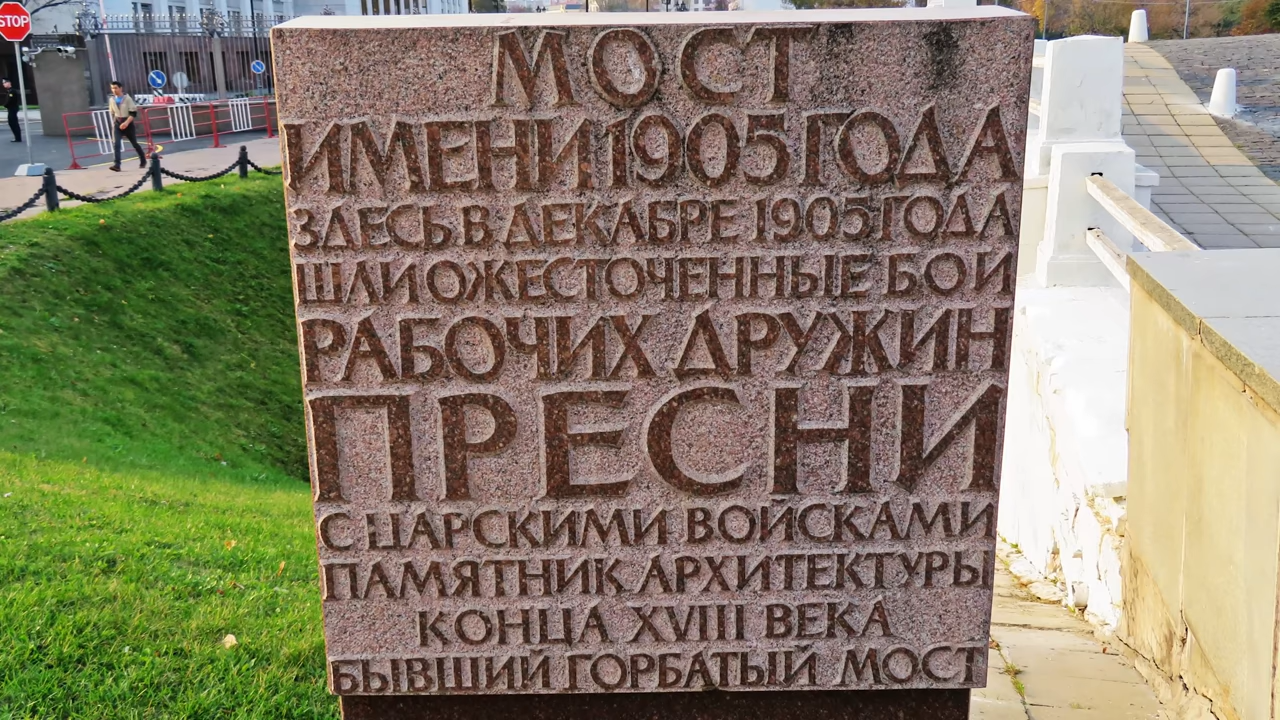 STOP
МОСТ
ИМЕНИ 1905 ГОДА
ЗДЕСЬ В ДЕКАБРЕ 1905 ГОДА
ШЛИ ОЖЕСТОЧЕННЫЕ БОИ
РАБОЧИХ ДРУЖИН
ПРЕСНИ
С ЦАРСКИМИ ВОЙСКАМИ
ПАМЯТНИК АРХИТЕКТУРЫ
КОНЦА XVIII ВЕКА
БЫВШИЙ ГОРБАТЫЙ МОСТ